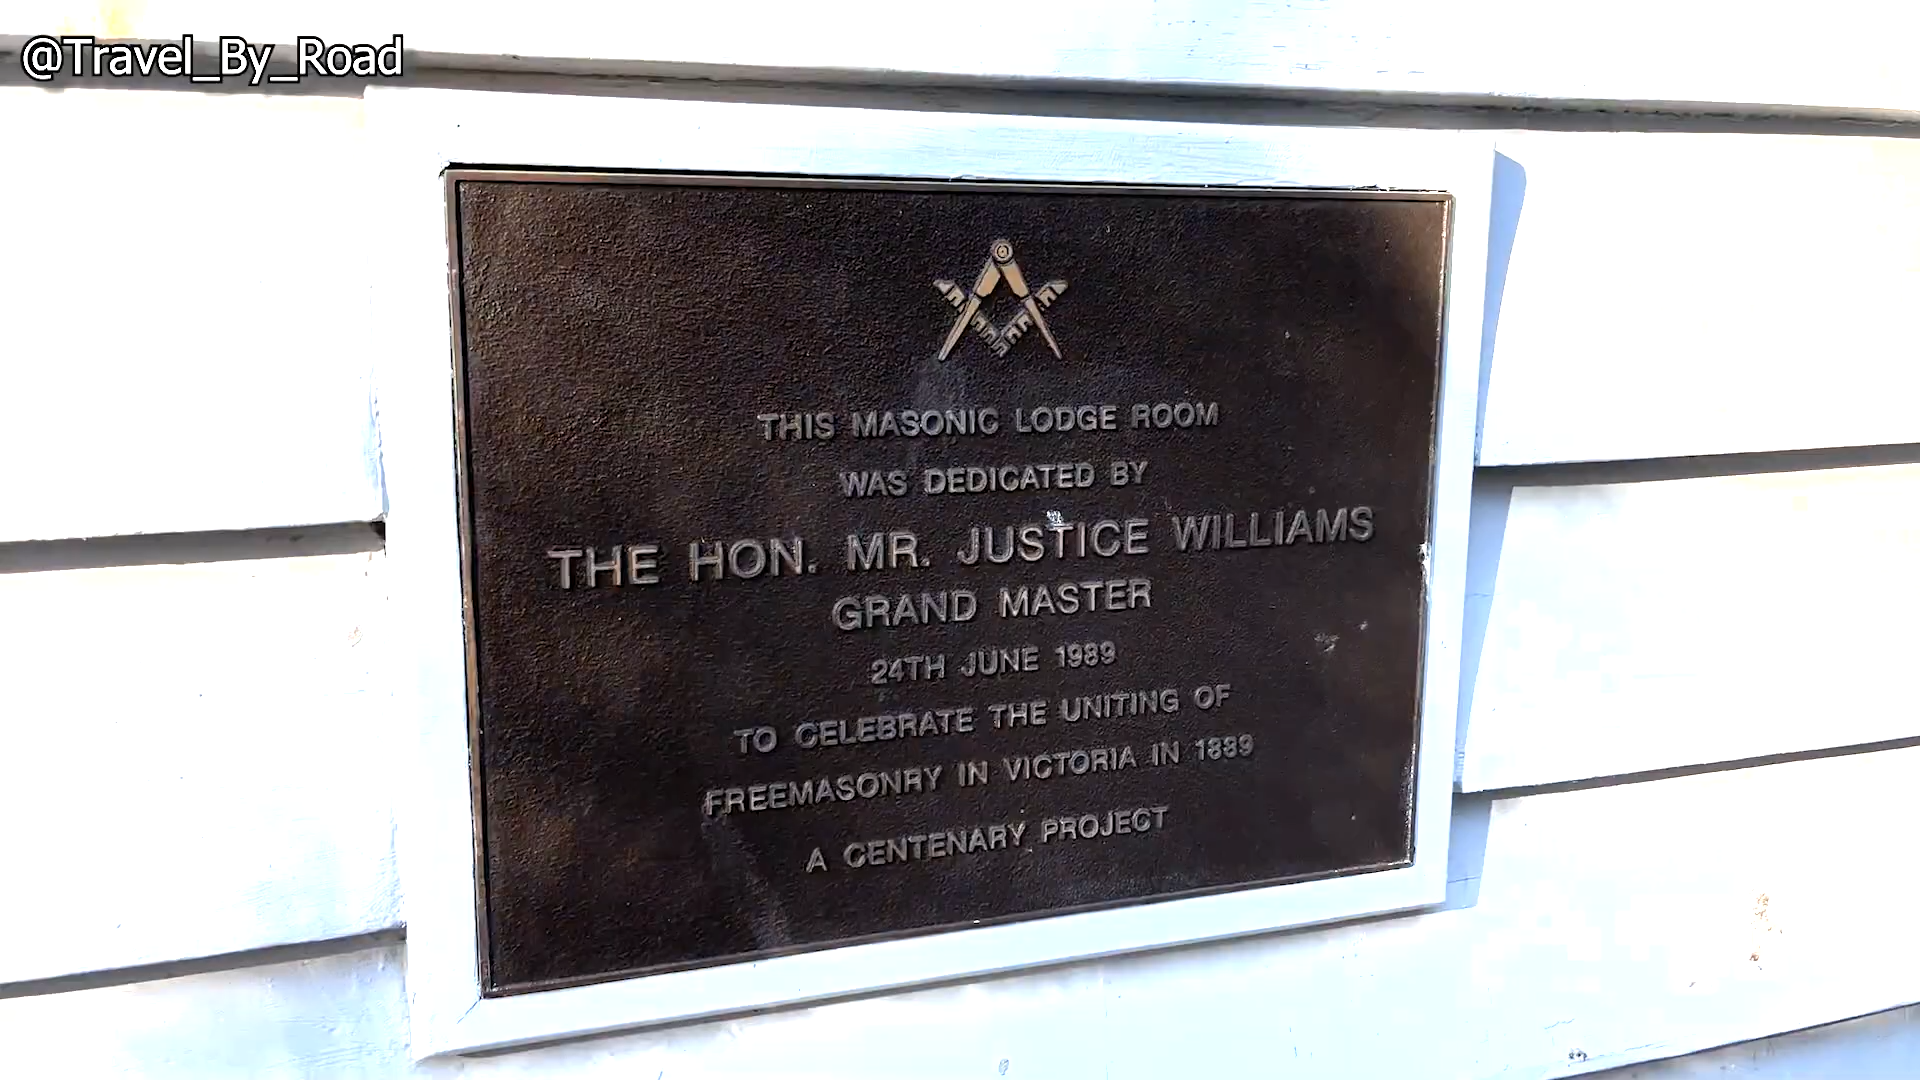 @Travel_By_Road
THIS MASONIC LODGE ROOM
WAS DEDICATED BY
THE HON. MR. JUSTICE WILLIAMS
GRAND MASTER
24TH JUNE 1989
TO CELEBRATE THE UNITING OF
FREEMASONRY IN VICTORIA IN 1889
A CENTENARY PROJECT